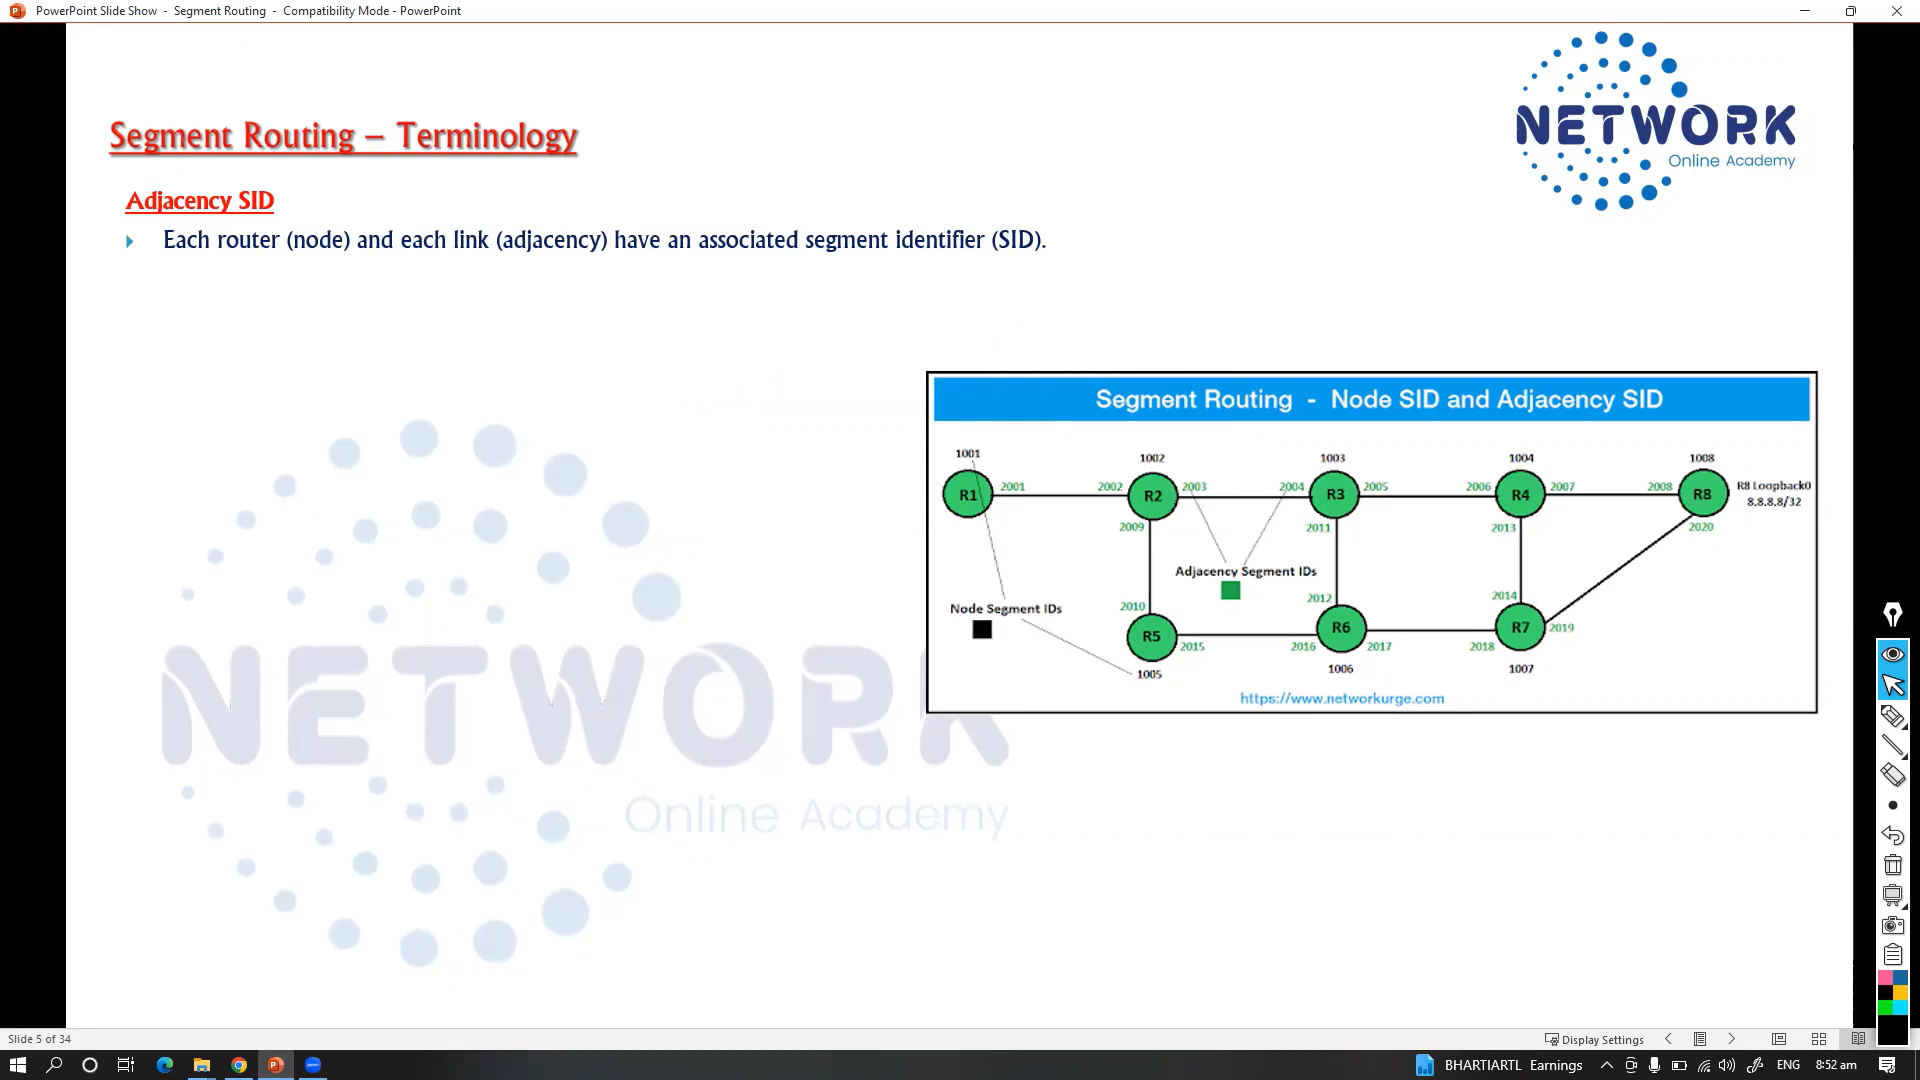 PowerPoint Slide Show - Segment Routing - Compatibility Mode - PowerPoint
NETWORK
Online Academy
Segment Routing – Terminology
Adjacency SID
Each router (node) and each link (adjacency) have an associated segment identifier (SID).
Segment Routing - Node SID and Adjacency SID
1001 1002 1003 1004 1008
R1 2001 2002 R2 2003 2004 R3 2005 2006 R4 2007 2008 R8 R8 Loopback0
8.8.8.8/32
2009 2011 2013 2020
Adjacency Segment IDs
Node Segment IDs
2010 2012 2014
R5 2015 2016 R6 2017 2018 R7 2019
1005 1006 1007
https://www.networkurge.com
NETWORK
Online Academy
Slide 5 of 34
Display Settings
BHARTIARTL Earnings
ENG
8:52 am